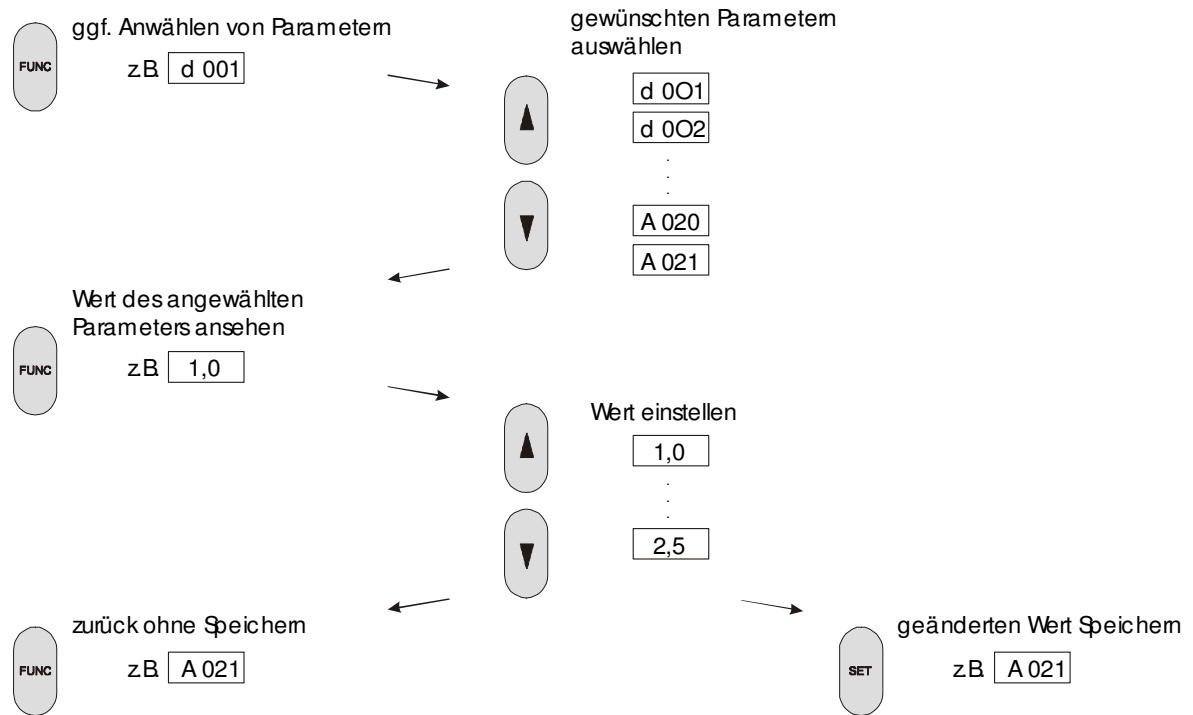 ggf. Anwählen von Parametern
FUNC
z.B. d 001
gewünschten Parametern
auswählen
d 0O1
d 0O2
.
.
.
A 020
A 021
Wert des angewählten
Parameters ansehen
FUNC
z.B. 1,0
Wert einstellen
1,0
.
.
.
2,5
zurück ohne Speichern
FUNC
z.B. A 021
geänderten Wert Speichern
SET
z.B. A 021